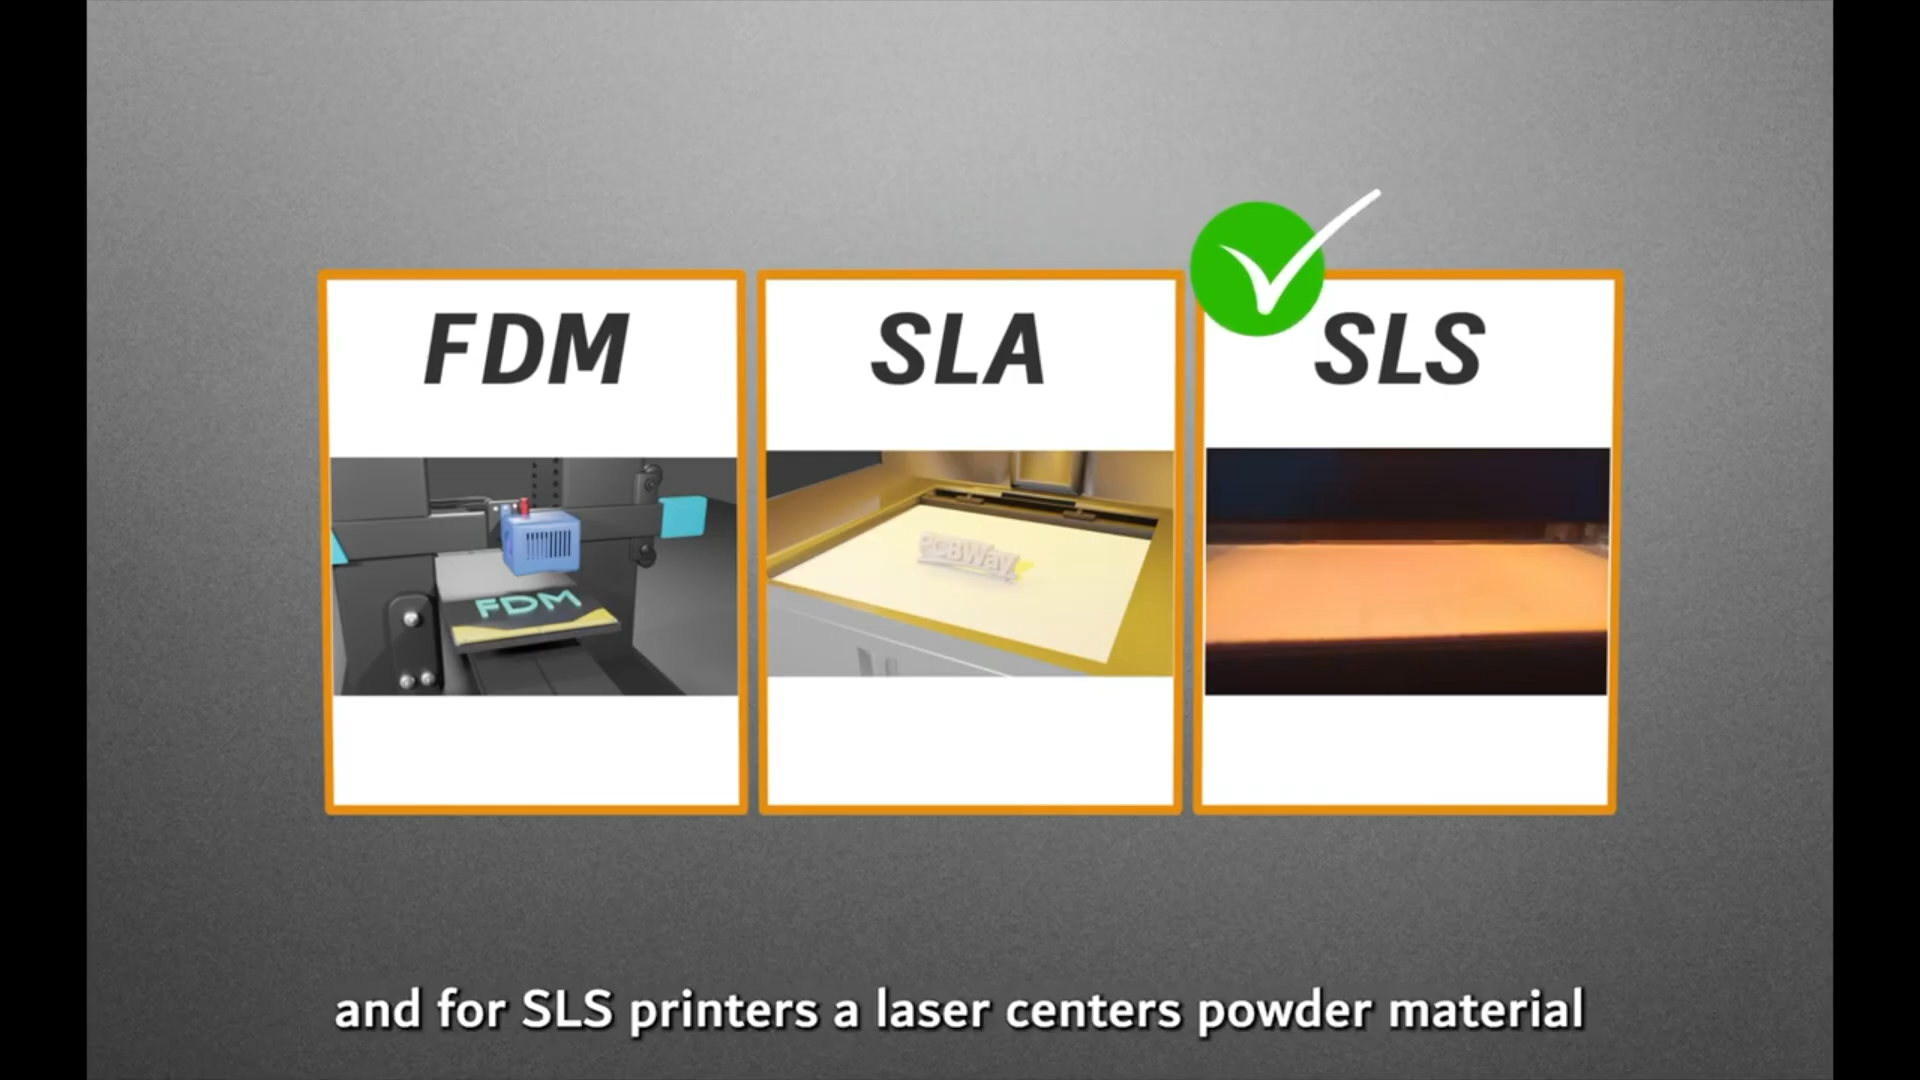 FDM
SLA
SLS
FDM
PCBWay
and for SLS printers a laser centers powder material